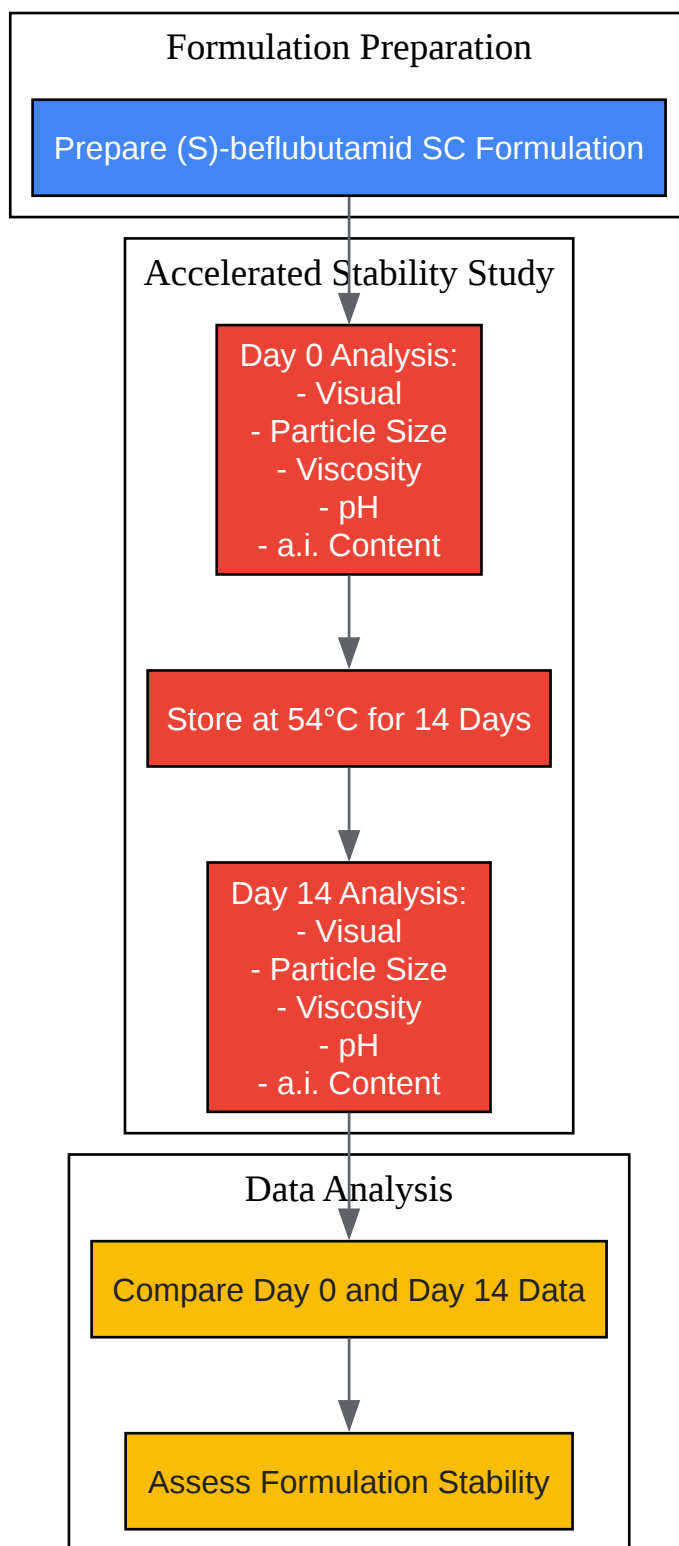 Formulation Preparation
Prepare (S)-beflubutamid SC Formulation
Accelerated Stability Study
Day 0 Analysis:
- Visual
- Particle Size
- Viscosity
- pH
- a.i. Content
Store at 54°C for 14 Days
Day 14 Analysis:
- Visual
- Particle Size
- Viscosity
- pH
- a.i. Content
Data Analysis
Compare Day 0 and Day 14 Data
Assess Formulation Stability